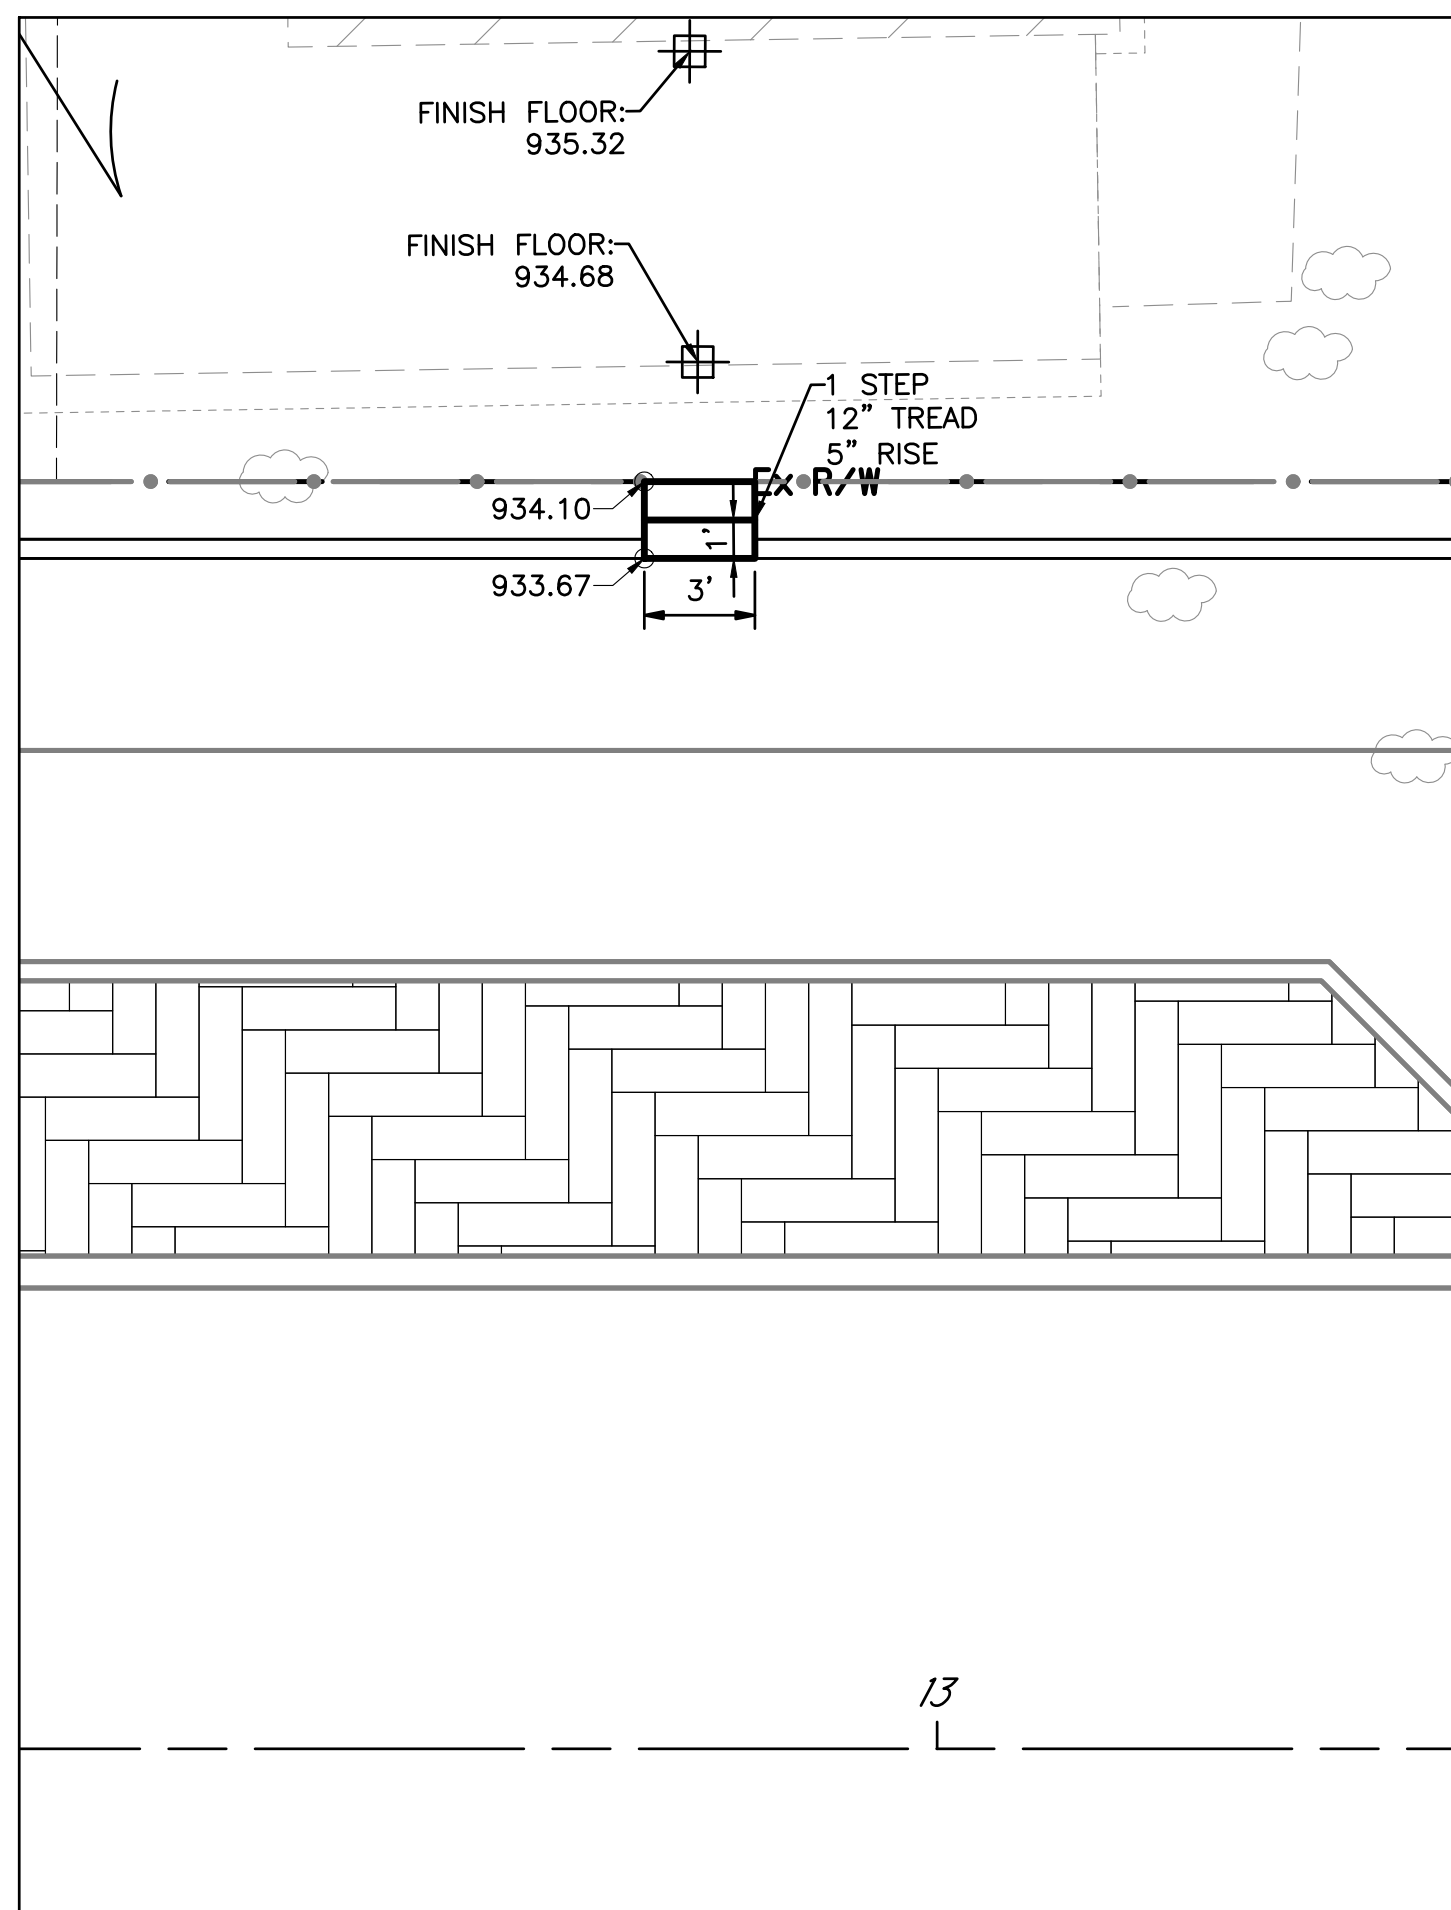 FINISH FLOOR:
935.32
FINISH FLOOR:
934.68
1 STEP
12" TREAD
5" RISE
Ex R/W
934.10
1'
933.67
3'
13